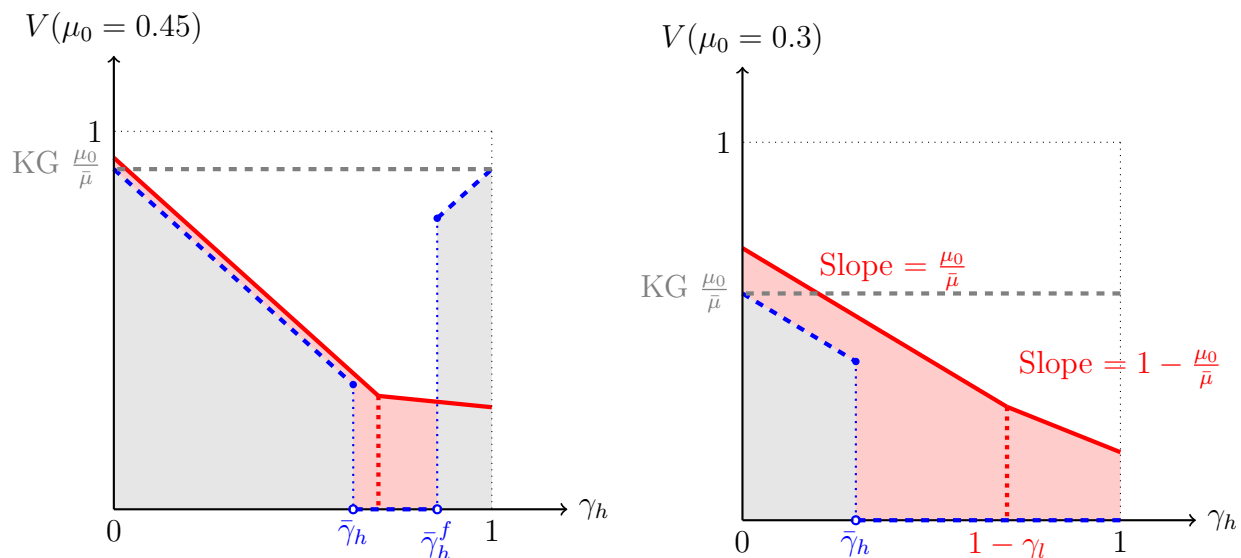 V(μ₀ = 0.45)
1
KG μ₀/μ̄
0
γ̄ₕ
γ̄ₕᶠ
1
γₕ
V(μ₀ = 0.3)
1
Slope = μ₀/μ̄
KG μ₀/μ̄
Slope = 1 − μ₀/μ̄
0
γ̄ₕ
1 − γₗ
1
γₕ